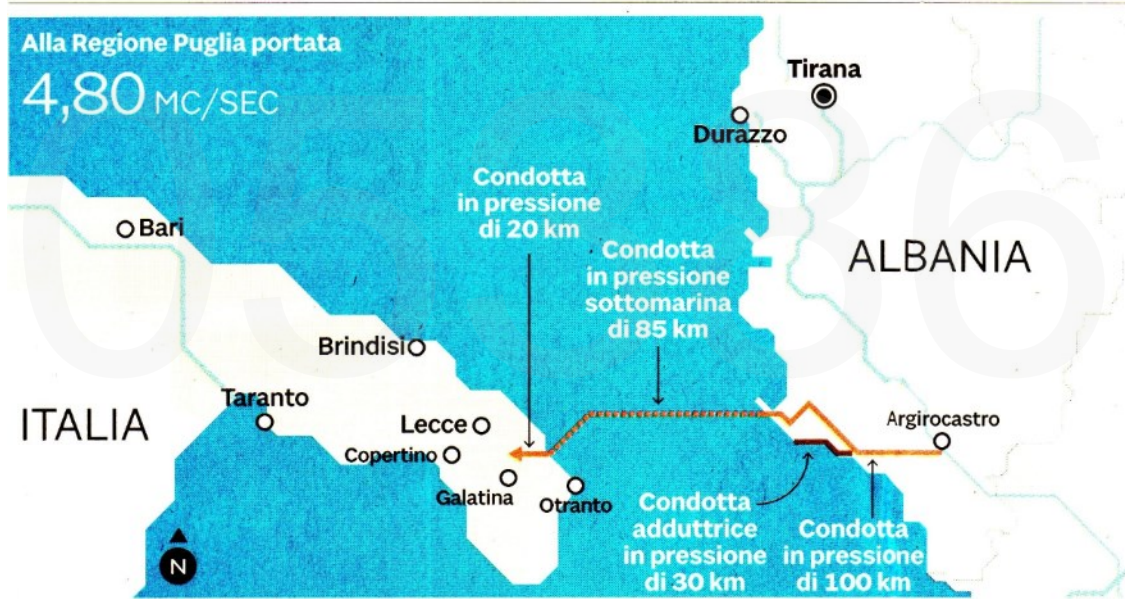 Alla Regione Puglia portata
4,80 MC/SEC
Tirana
Durazzo
Condotta
in pressione
di 20 km
Condotta
in pressione
sottomarina
di 85 km
ALBANIA
Bari
Brindisi
Taranto
ITALIA
Lecce
Copertino
Galatina
Otranto
Argirocastro
Condotta
adduttrice
in pressione
di 30 km
Condotta
in pressione
di 100 km
N